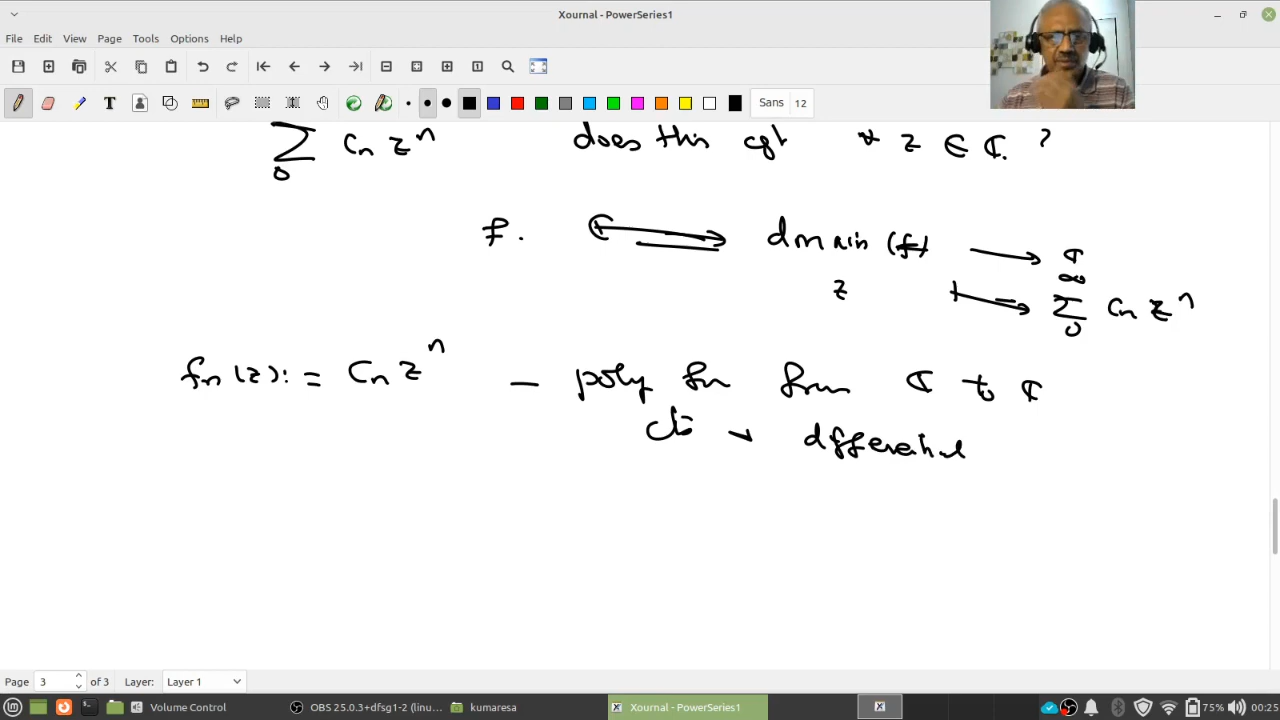 Xournal - PowerSeries1
File Edit View Page Tools Options Help
Sans 12
∑ Cn z^n does this cgt ∀ z ∈ ℂ. ?
0
f. ℂ domain (f) → ℂ
z ↦ ∑_0^∞ Cn z^n
fn(z) := Cn z^n — poly fn from ℂ to ℂ
cts differentiable
Page 3 of 3 Layer: Layer 1
Volume Control OBS 25.0.3+dfsg1-2 (linu... kumaresa Xournal - PowerSeries1 75% 00:25